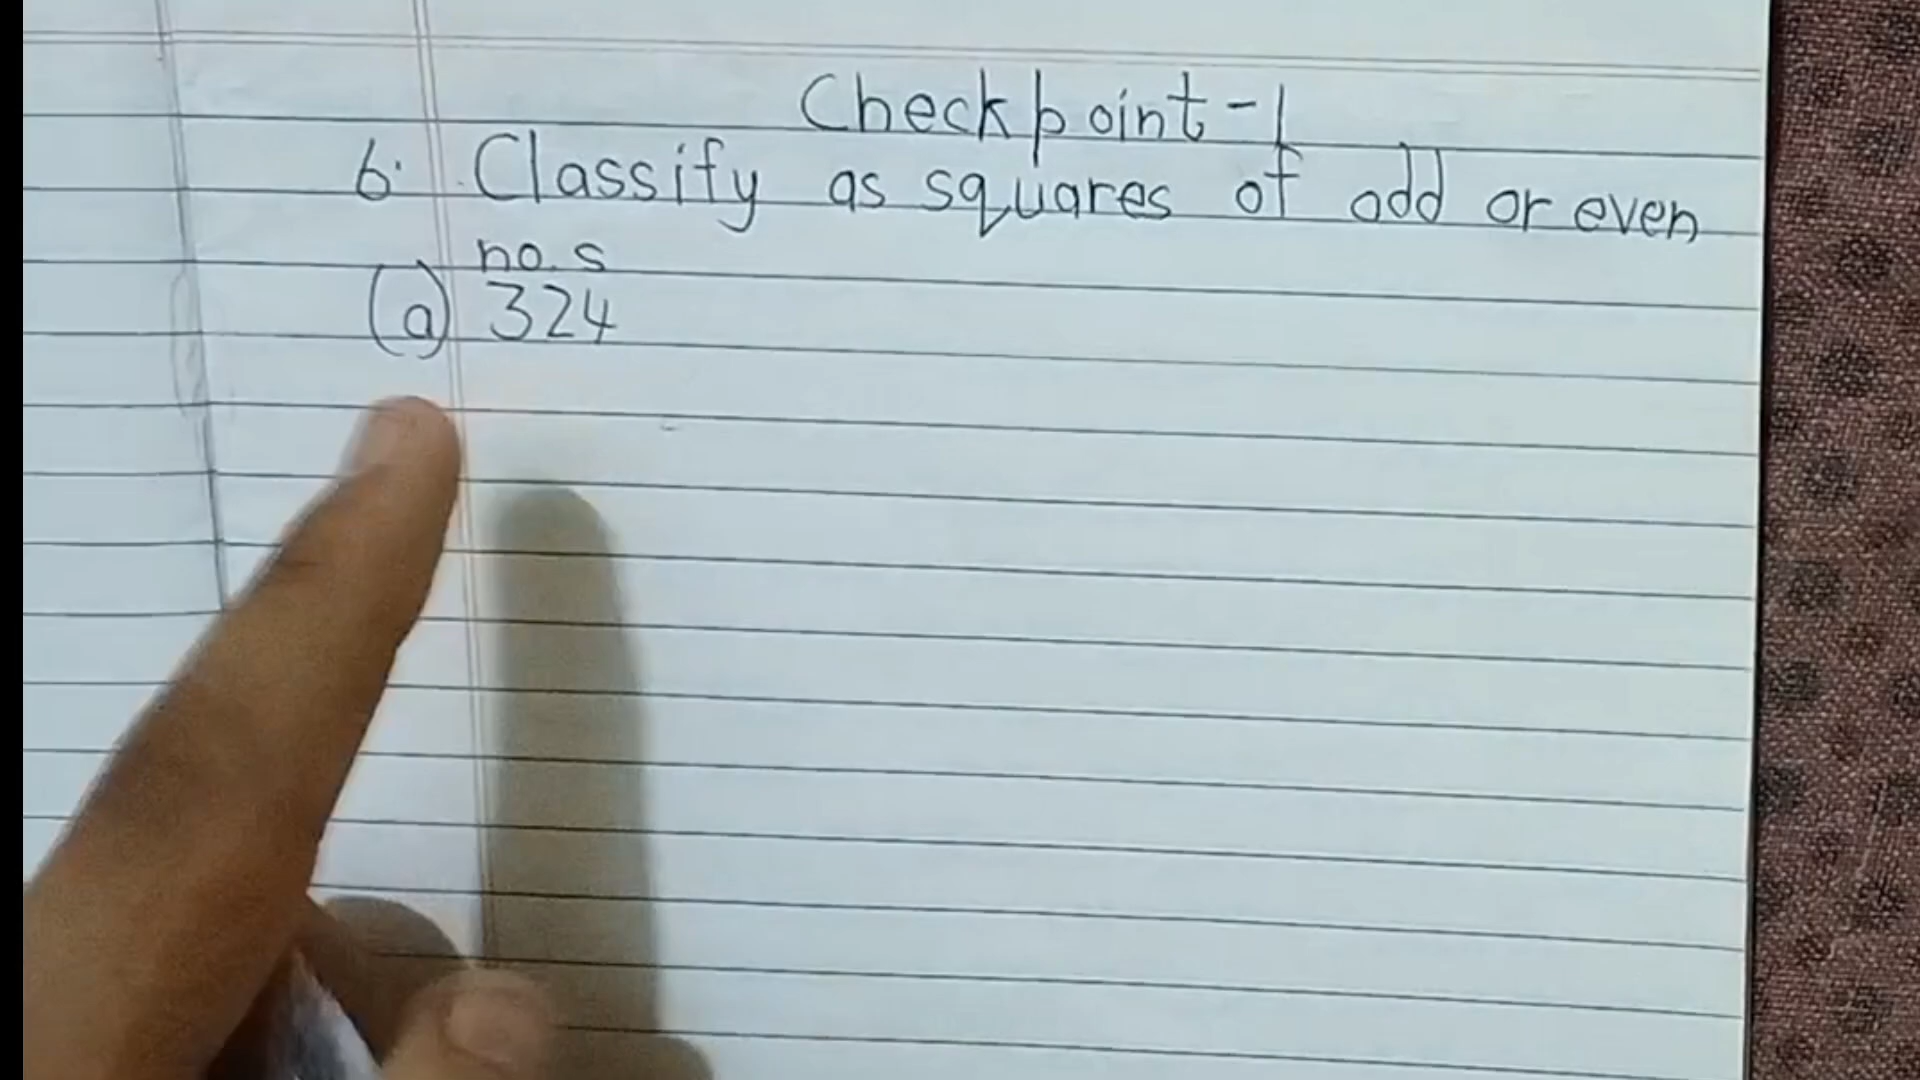 Checkpoint-1
6. Classify as squares of odd or even
no.s
(a) 324